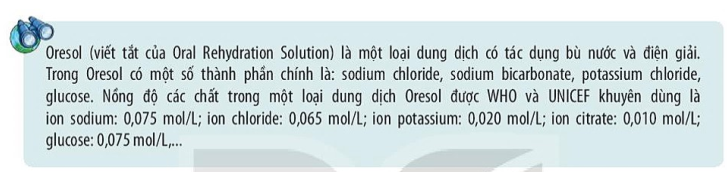 Oresol (viết tắt của Oral Rehydration Solution) là một loại dung dịch có tác dụng bù nước và điện giải.
Trong Oresol có một số thành phần chính là: sodium chloride, sodium bicarbonate, potassium chloride,
glucose. Nồng độ các chất trong một loại dung dịch Oresol được WHO và UNICEF khuyên dùng là
ion sodium: 0,075 mol/L; ion chloride: 0,065 mol/L; ion potassium: 0,020 mol/L; ion citrate: 0,010 mol/L;
glucose: 0,075 mol/L,...